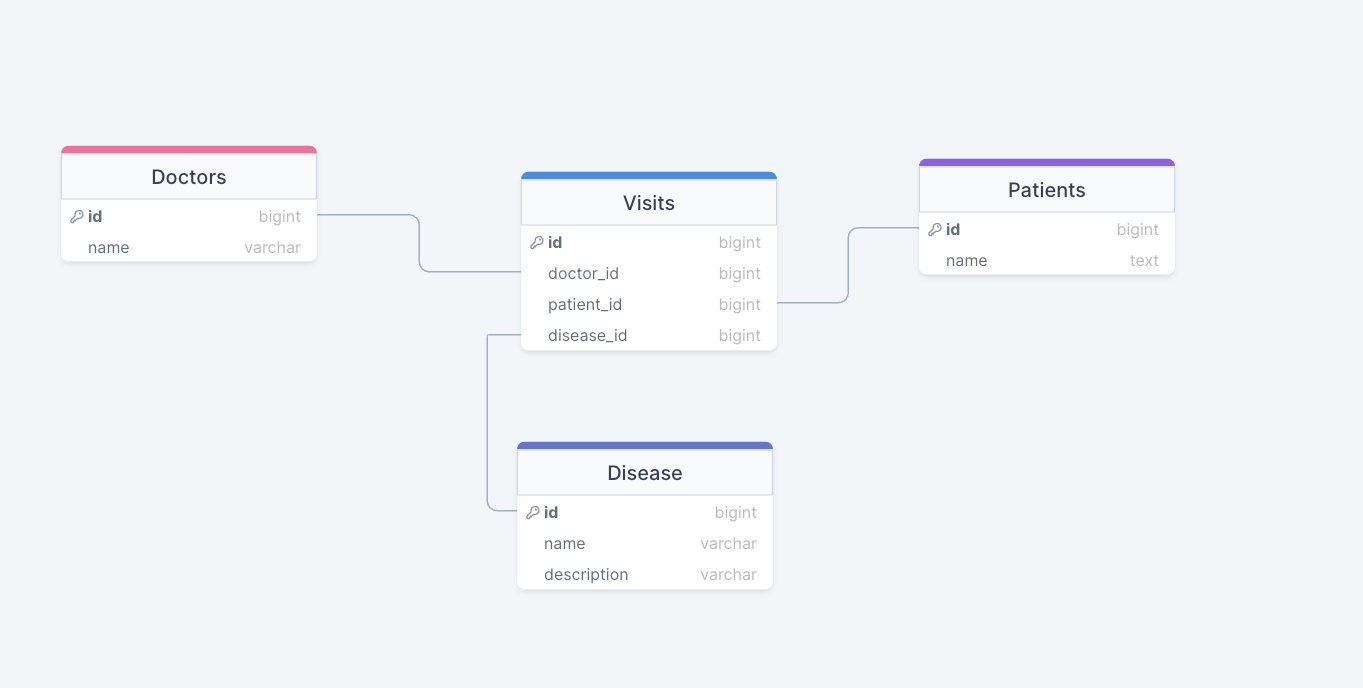 Doctors
id bigint
name varchar
Visits
id bigint
doctor_id bigint
patient_id bigint
disease_id bigint
Patients
id bigint
name text
Disease
id bigint
name varchar
description varchar